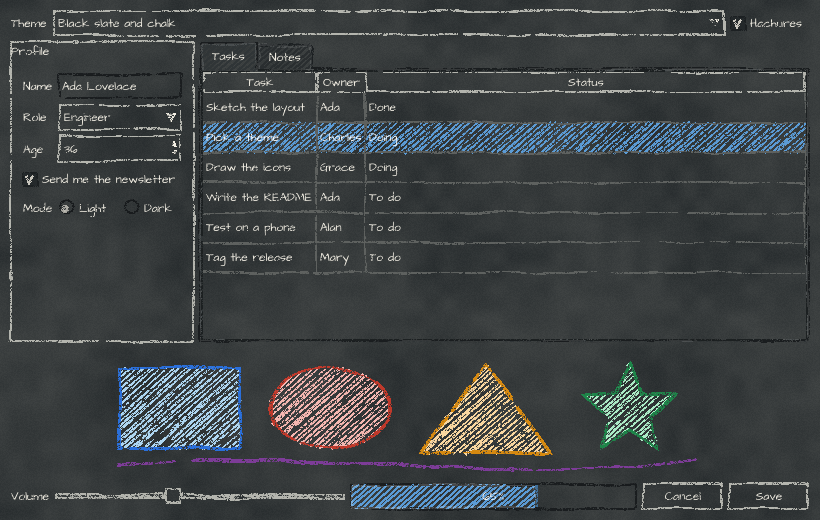 Theme Black slate and chalk Hachures
Profile
Tasks Notes
Name Ada Lovelace
Role Engineer
Age 36
Send me the newsletter
Mode Light Dark
Task Owner Status
Sketch the layout Ada Done
Pick a theme Charles Doing
Draw the icons Grace Doing
Write the README Ada To do
Test on a phone Alan To do
Tag the release Mary To do
Volume 65% Cancel Save